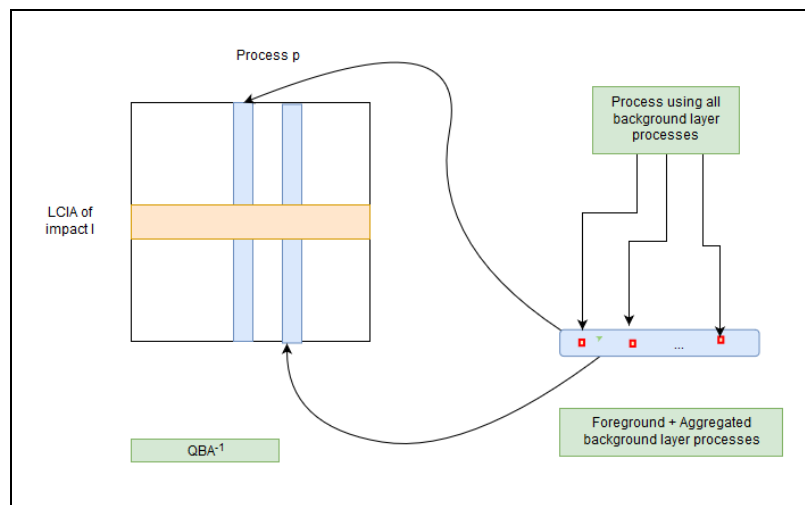 Process p
Process using all
background layer
processes
LCIA of
impact I
...
Foreground + Aggregated
background layer processes
QBA⁻¹